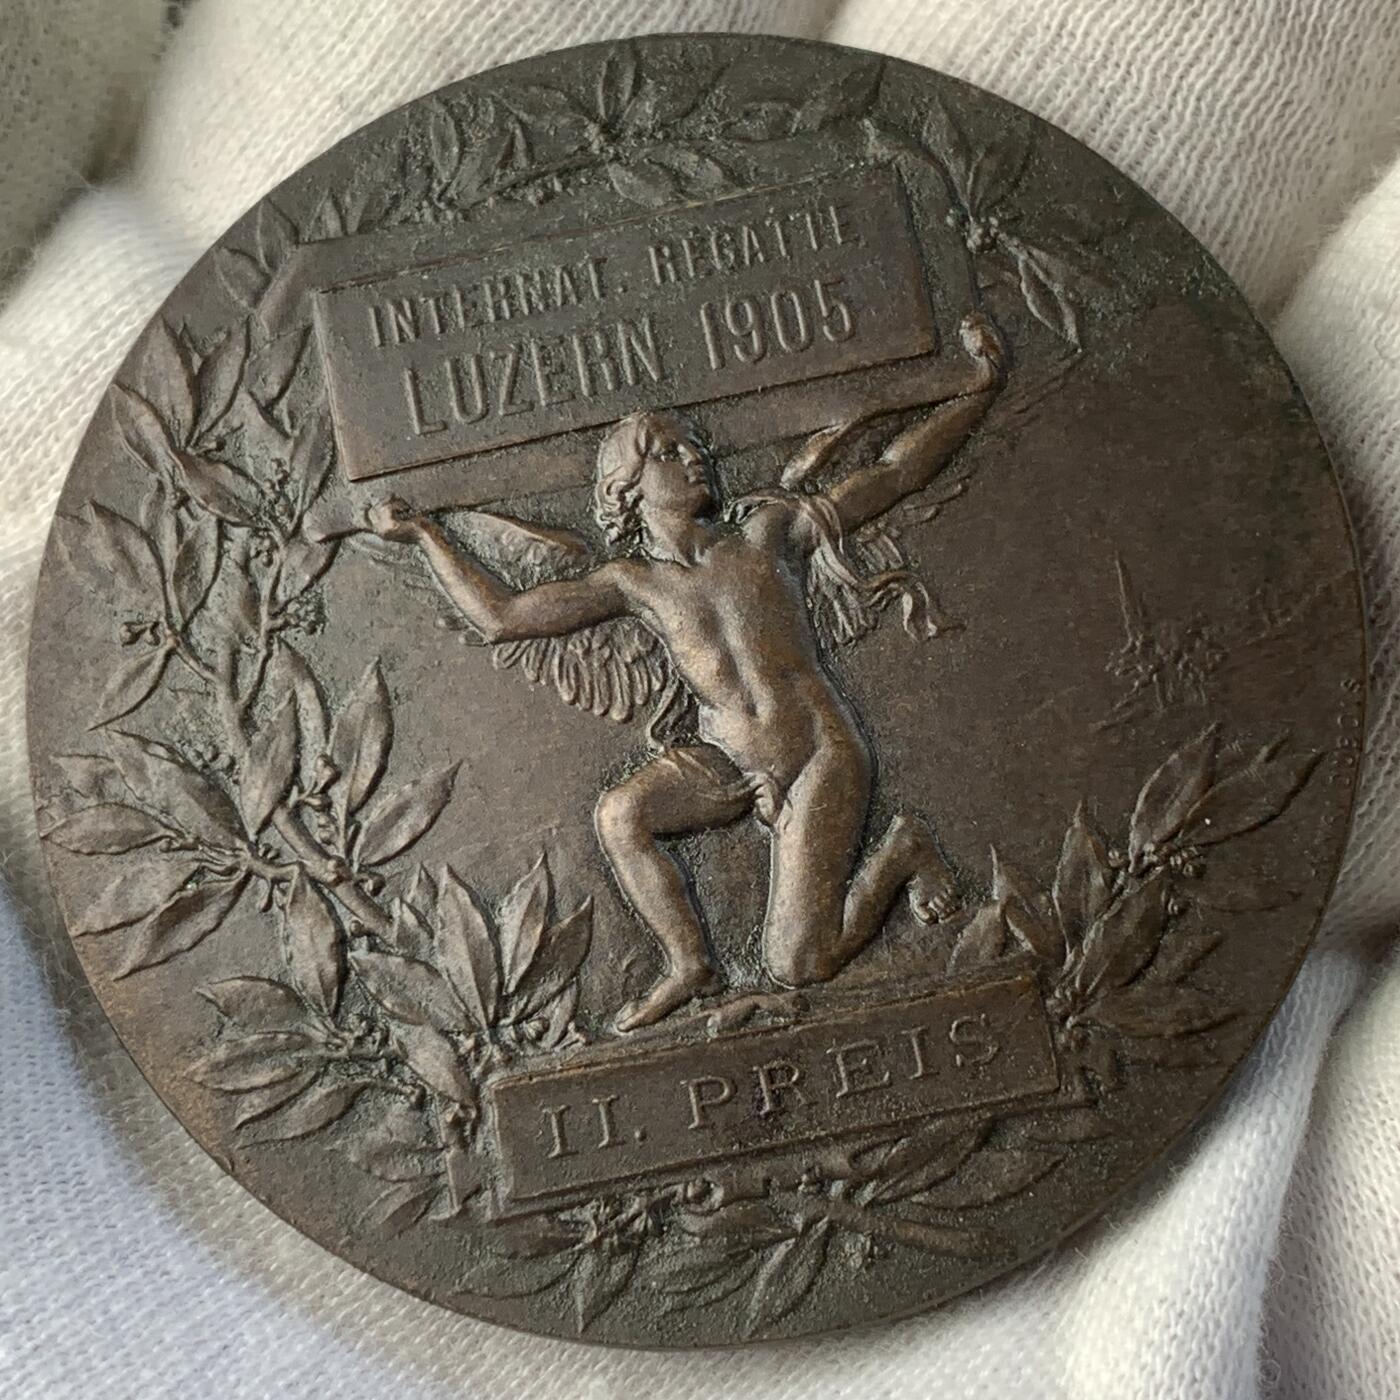 INTERNAT. REGATTE
LUZERN 1905
II. PREIS